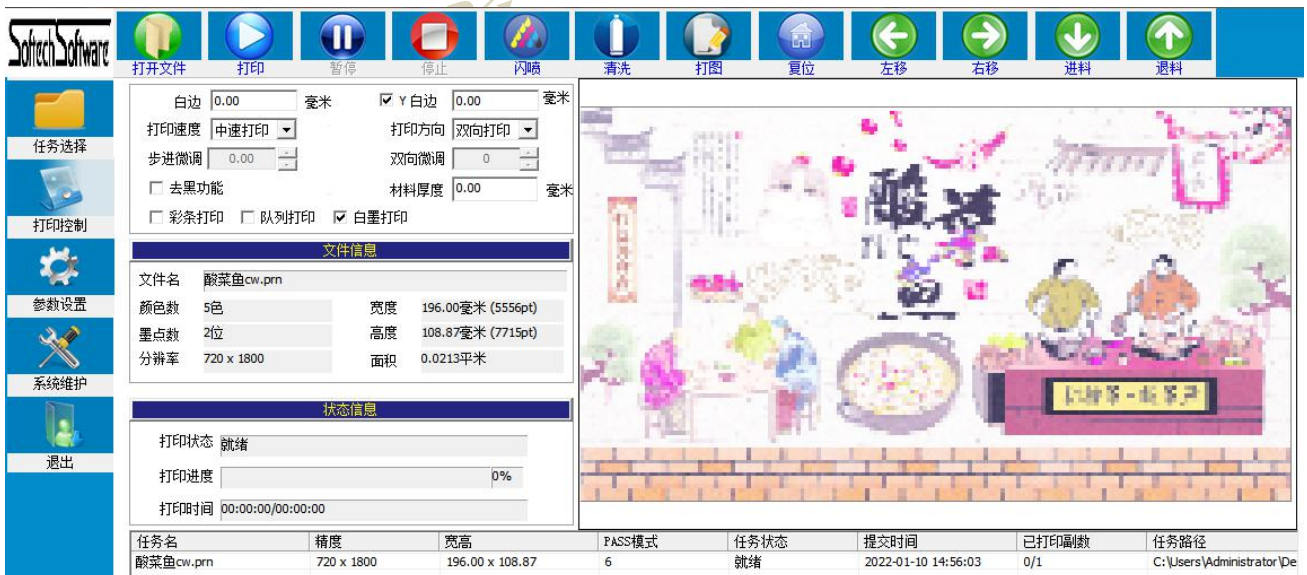 Softech Software
打开文件 打印 暂停 停止 闪喷 清洗 打图 复位 左移 右移 进料 退料
任务选择
打印控制
参数设置
系统维护
退出
白边 0.00 毫米 Y 白边 0.00 毫米
打印速度 中速打印 打印方向 双向打印
步进微调 0.00 双向微调 0
去黑功能 材料厚度 0.00 毫米
彩条打印 队列打印 白墨打印
文件信息
文件名 酸菜鱼cw.prn
颜色数 5色 宽度 196.00毫米 (5556pt)
墨点数 2位 高度 108.87毫米 (7715pt)
分辨率 720 x 1800 面积 0.0213平米
状态信息
打印状态 就绪
打印进度 0%
打印时间 00:00:00/00:00:00
任务名 精度 宽高 PASS模式 任务状态 提交时间 已打印副数 任务路径
酸菜鱼cw.prn 720 x 1800 196.00 x 108.87 6 就绪 2022-01-10 14:56:03 0/1 C:\Users\Administrator\De